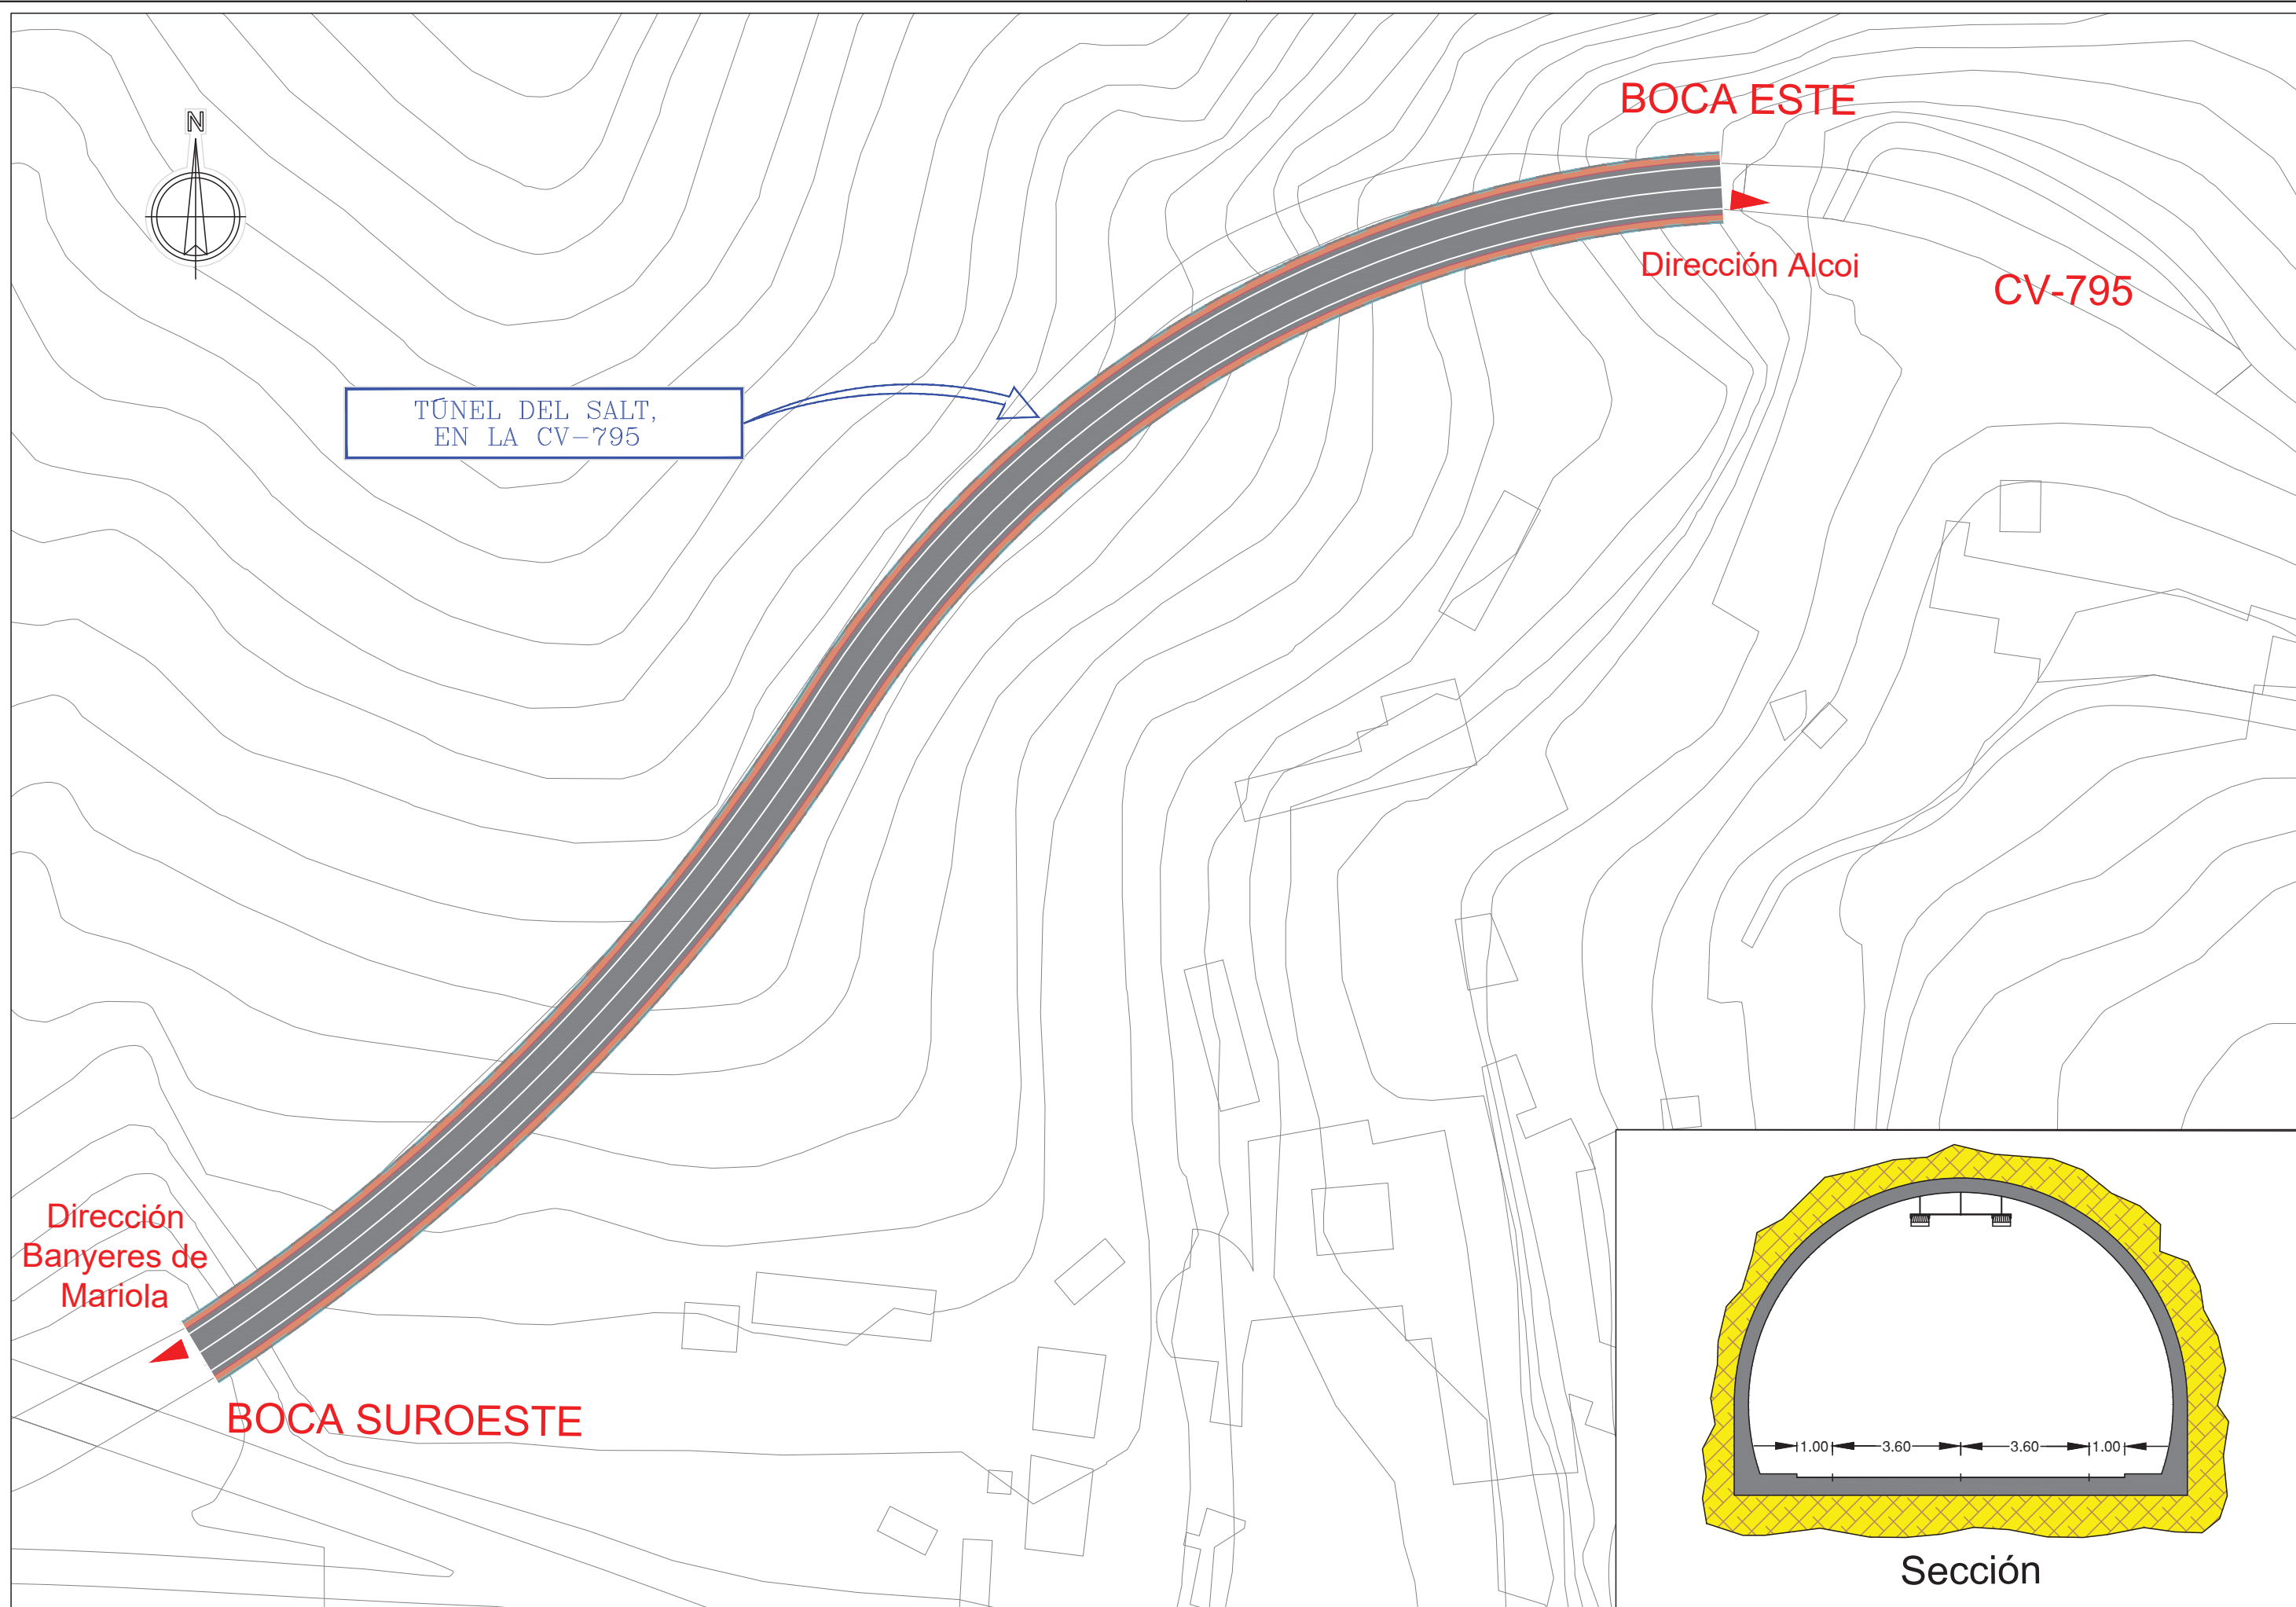 BOCA ESTE
N
Dirección Alcoi
CV-795
TÚNEL DEL SALT,
EN LA CV-795
Dirección
Banyeres de
Mariola
BOCA SUROESTE
1.00 3.60 3.60 1.00
Sección